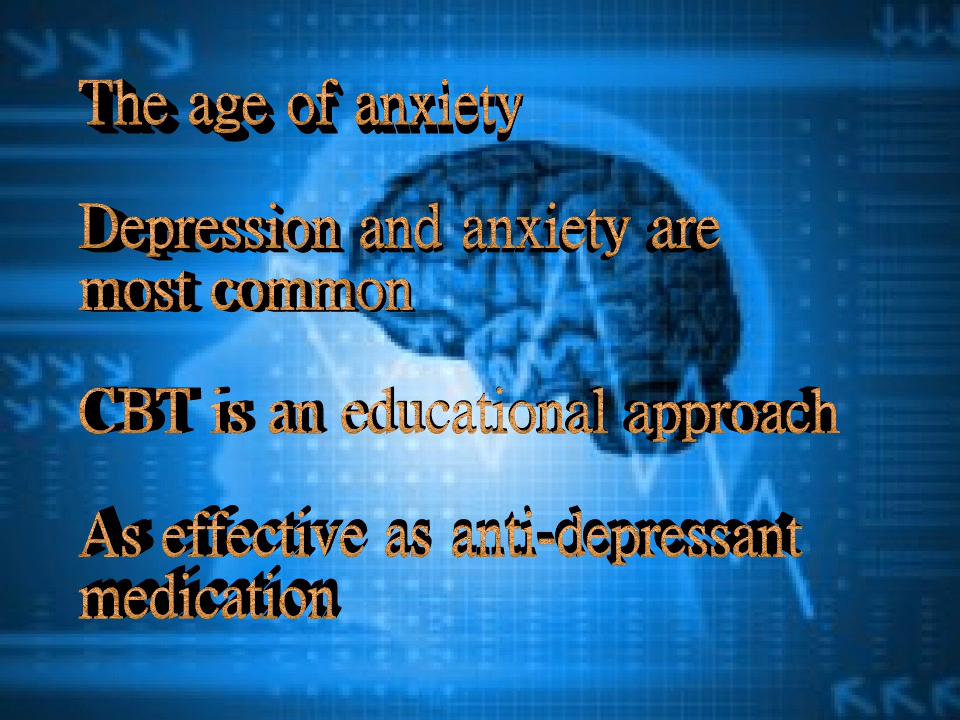 The age of anxiety
Depression and anxiety are
most common
CBT is an educational approach
As effective as anti-depressant
medication